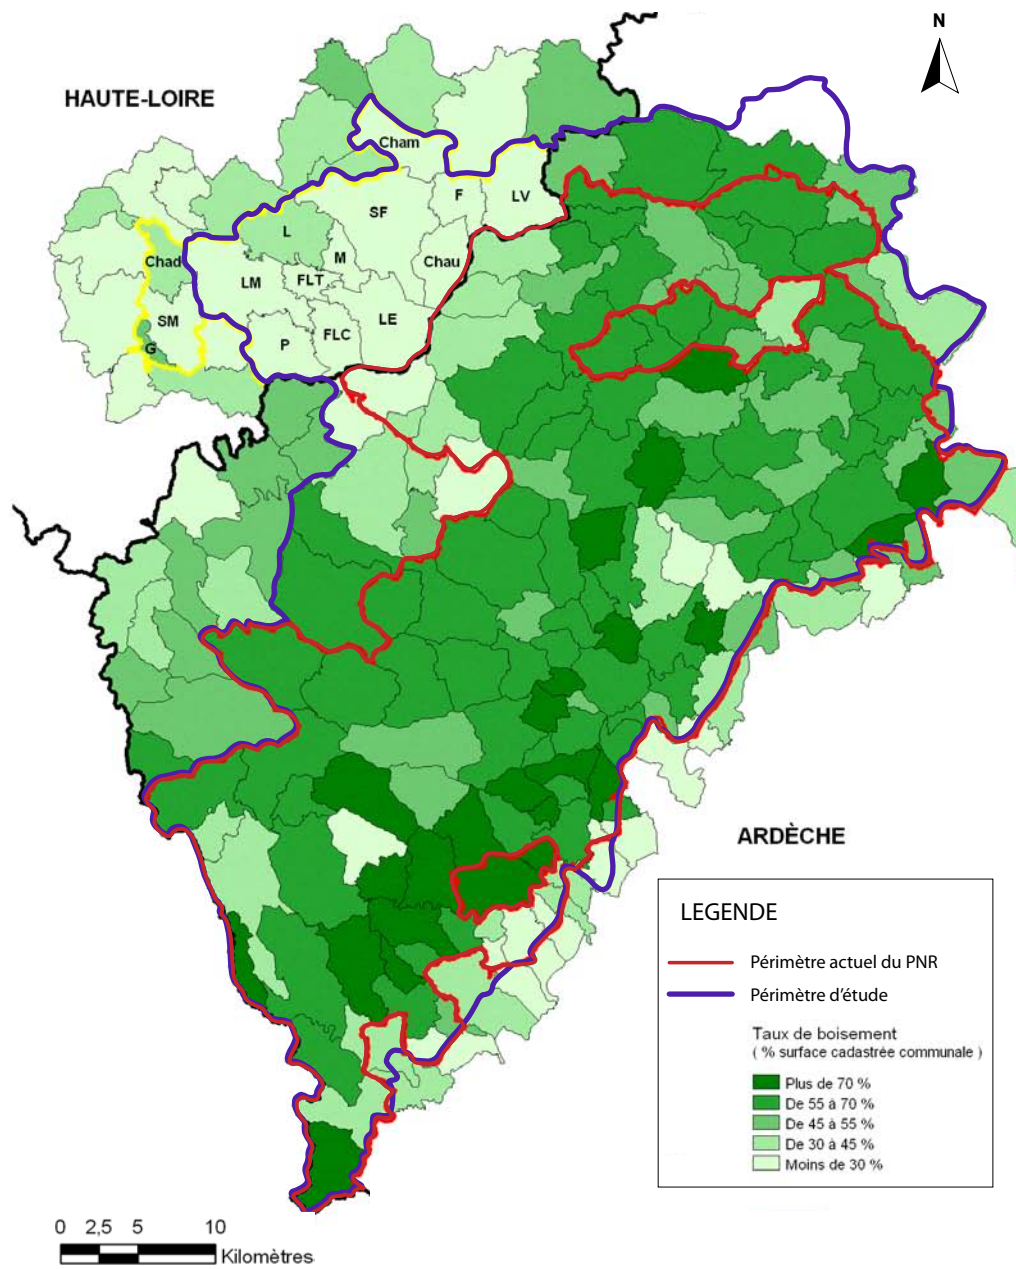 N
HAUTE-LOIRE
Cham
F
LV
SF
L
M
Chad
Chau
LM
FLT
SM
LE
FLC
P
G
ARDÈCHE
LEGENDE
Périmètre actuel du PNR
Périmètre d'étude
Taux de boisement
( % surface cadastrée communale )
Plus de 70 %
De 55 à 70 %
De 45 à 55 %
De 30 à 45 %
Moins de 30 %
0 2,5 5 10
Kilomètres